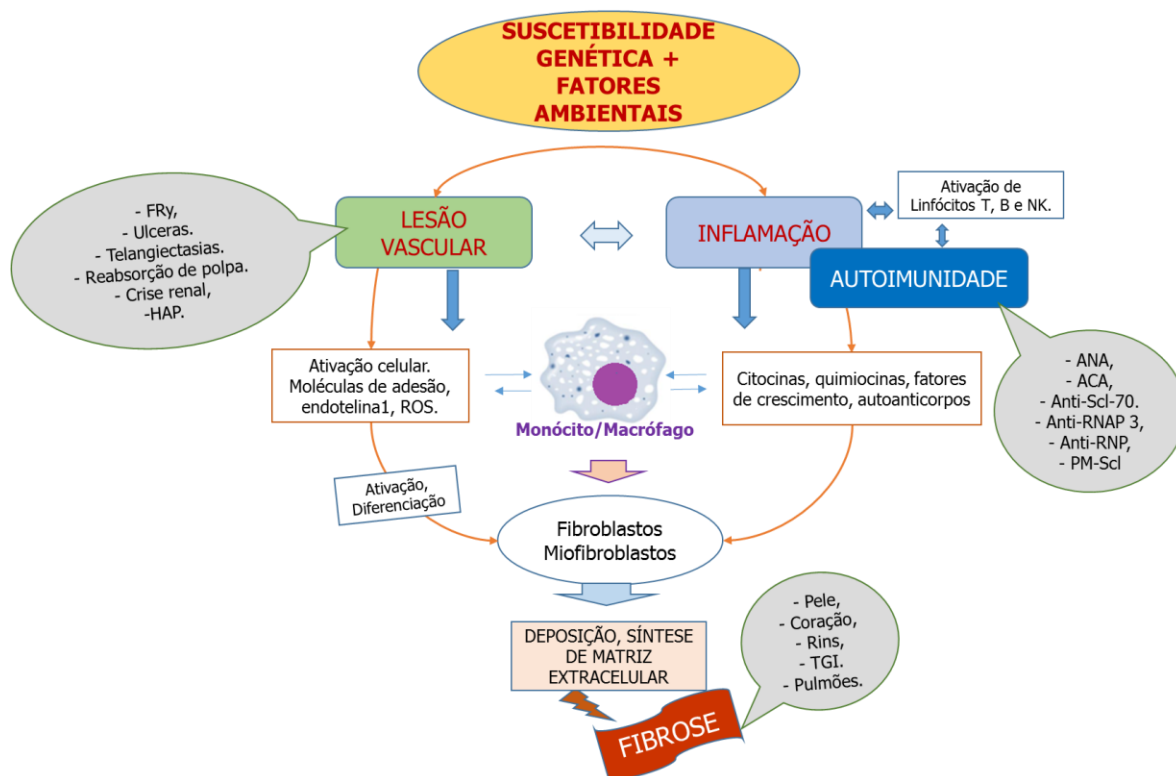 SUSCETIBILIDADE
GENÉTICA +
FATORES
AMBIENTAIS
- FRy,
- Ulceras.
- Telangiectasias.
- Reabsorção de polpa.
- Crise renal,
-HAP.
LESÃO
VASCULAR
INFLAMAÇÃO
Ativação de
Linfócitos T, B e NK.
AUTOIMUNIDADE
Ativação celular.
Moléculas de adesão,
endotelina1, ROS.
Monócito/Macrófago
Citocinas, quimiocinas, fatores
de crescimento, autoanticorpos
- ANA,
- ACA,
- Anti-Scl-70.
- Anti-RNAP 3,
- Anti-RNP,
- PM-Scl
Ativação,
Diferenciação
Fibroblastos
Miofibroblastos
DEPOSIÇÃO, SÍNTESE
DE MATRIZ
EXTRACELULAR
- Pele,
- Coração,
- Rins,
- TGI.
- Pulmões.
FIBROSE